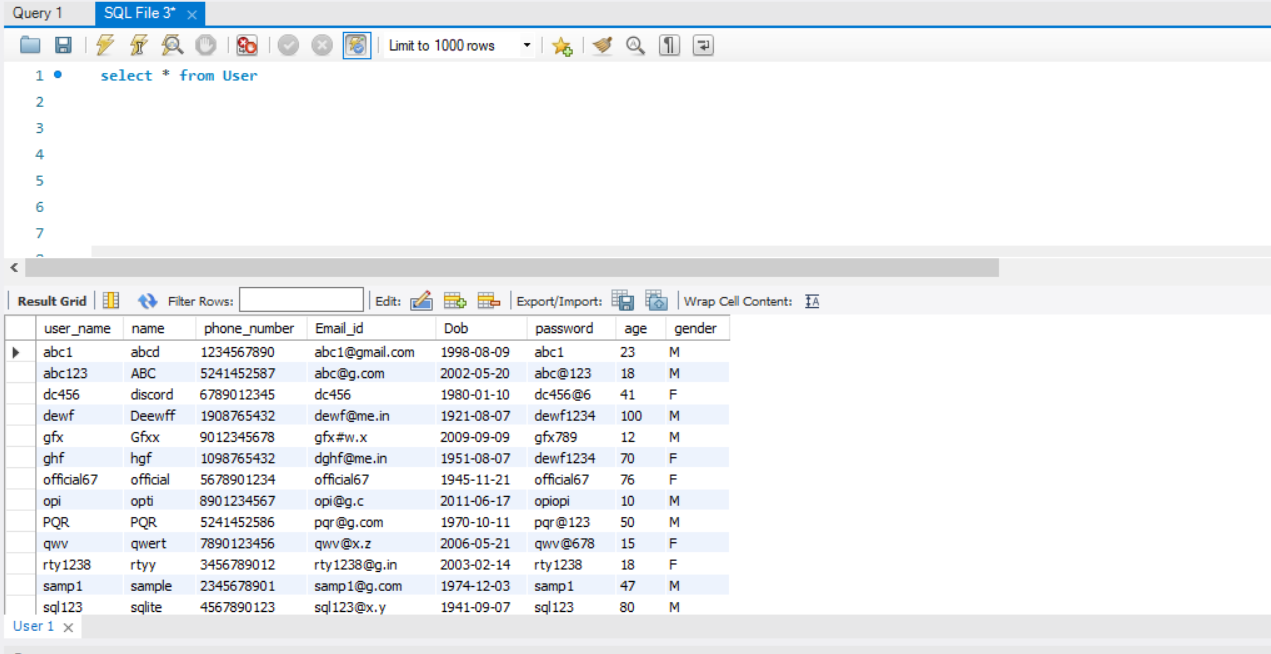 Query 1 SQL File 3* ×
Limit to 1000 rows
1 select * from User
2
3
4
5
6
7
Result Grid Filter Rows: Edit: Export/Import: Wrap Cell Content: IA
user_name name phone_number Email_id Dob password age gender
abc1 abcd 1234567890 abc1@gmail.com 1998-08-09 abc1 23 M
abc123 ABC 5241452587 abc@g.com 2002-05-20 abc@123 18 M
dc456 discord 6789012345 dc456 1980-01-10 dc456@6 41 F
dewf Deewff 1908765432 dewf@me.in 1921-08-07 dewf1234 100 M
gfx Gfxx 9012345678 gfx#w.x 2009-09-09 gfx789 12 M
ghf hgf 1098765432 dghf@me.in 1951-08-07 dewf1234 70 F
official67 official 5678901234 official67 1945-11-21 official67 76 F
opi opti 8901234567 opi@g.c 2011-06-17 opiopi 10 M
PQR PQR 5241452586 pqr@g.com 1970-10-11 pqr@123 50 M
qwv qwert 7890123456 qwv@x.z 2006-05-21 qwv@678 15 F
rty1238 rtyy 3456789012 rty1238@g.in 2003-02-14 rty1238 18 F
samp1 sample 2345678901 samp1@g.com 1974-12-03 samp1 47 M
sql123 sqlite 4567890123 sql123@x.y 1941-09-07 sql123 80 M
User 1 ×